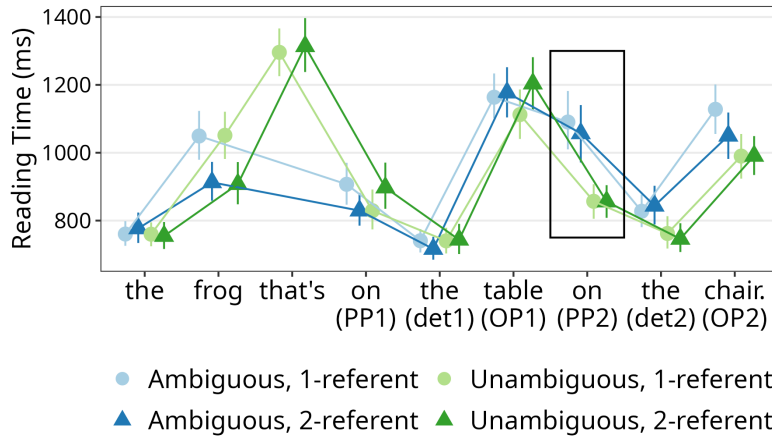 Reading Time (ms)
1400
1200
1000
800
the frog that's on the table on the chair.
(PP1) (det1) (OP1) (PP2) (det2) (OP2)
Ambiguous, 1-referent Unambiguous, 1-referent
Ambiguous, 2-referent Unambiguous, 2-referent